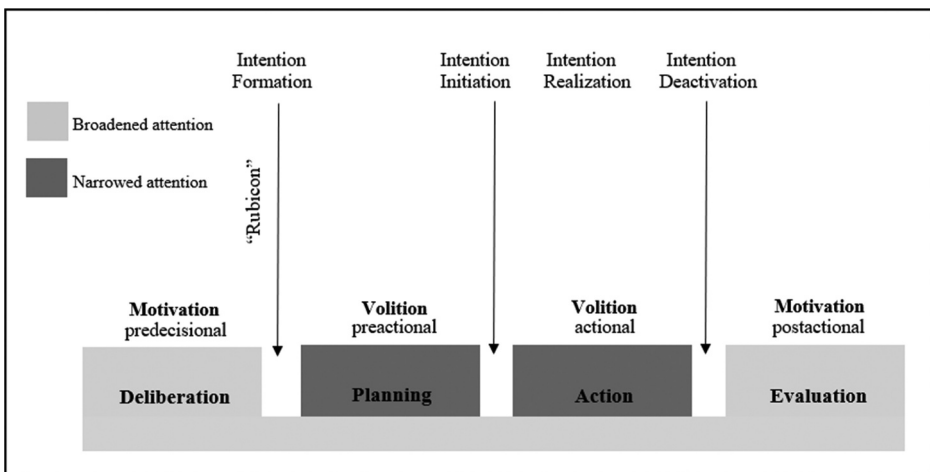 Intention
Formation
Intention
Initiation
Intention
Realization
Intention
Deactivation
Broadened attention
Narrowed attention
“Rubicon”
Motivation
predecisional
Volition
preactional
Volition
actional
Motivation
postactional
Deliberation
Planning
Action
Evaluation